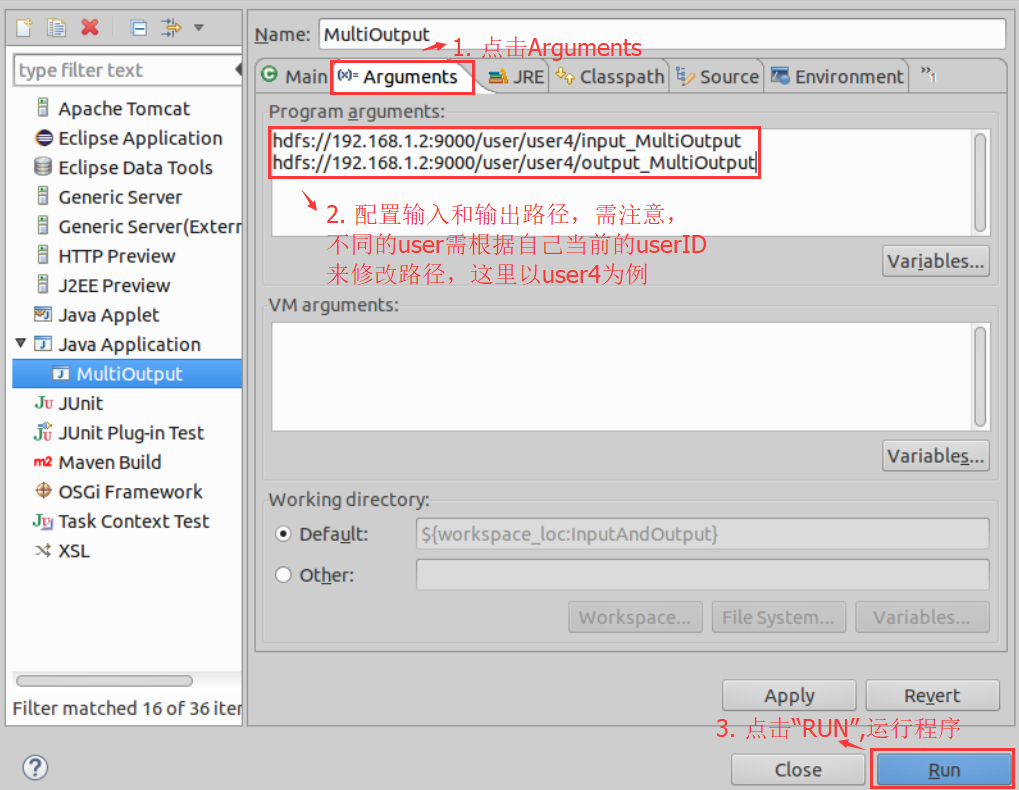 Name: MultiOutput
1. 点击Arguments
type filter text
Main (x)= Arguments JRE Classpath Source Environment »1
Program arguments:
hdfs://192.168.1.2:9000/user/user4/input_MultiOutput
hdfs://192.168.1.2:9000/user/user4/output_MultiOutput
2. 配置输入和输出路径，需注意，
不同的user需根据自己当前的userID
来修改路径，这里以user4为例
Variables...
VM arguments:
Variables...
Working directory:
Default: ${workspace_loc:InputAndOutput}
Other:
Workspace... File System... Variables...
Apply Revert
Apache Tomcat
Eclipse Application
Eclipse Data Tools
Generic Server
Generic Server(Extern
HTTP Preview
J2EE Preview
Java Applet
Java Application
MultiOutput
JU JUnit
JU JUnit Plug-in Test
m2 Maven Build
OSGi Framework
Ju Task Context Test
XSL
Filter matched 16 of 36 iter
3. 点击“RUN”,运行程序
? Close Run